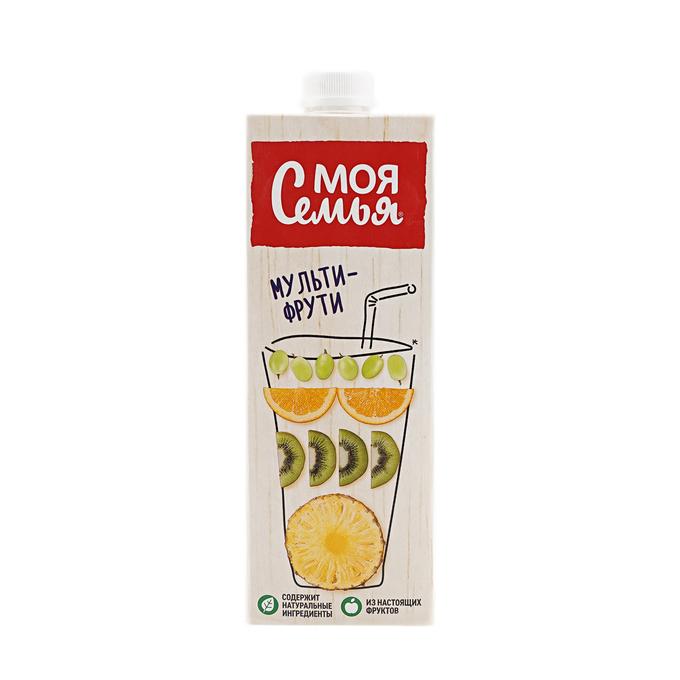 МОЯ
Семья®
МУЛЬТИ-
ФРУТИ
*
СОДЕРЖИТ
НАТУРАЛЬНЫЕ
ИНГРЕДИЕНТЫ
ИЗ НАСТОЯЩИХ
ФРУКТОВ